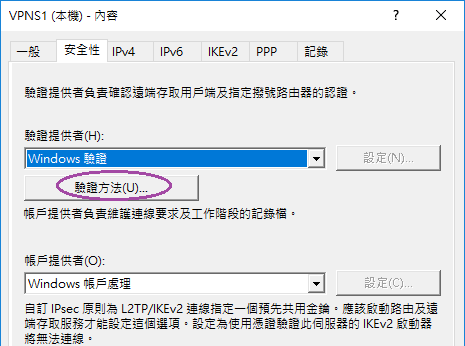 VPNS1 (本機) - 內容
一般 安全性 IPv4 IPv6 IKEv2 PPP 記錄
驗證提供者負責確認遠端存取用戶端及指定撥號路由器的認證。
驗證提供者(H):
Windows 驗證 設定(N)...
驗證方法(U)...
帳戶提供者負責維護連線要求及工作階段的記錄檔。
帳戶提供者(O):
Windows 帳戶處理 設定(C)...
自訂 IPsec 原則為 L2TP/IKEv2 連線指定一個預先共用金鑰。應該啟動路由及遠
端存取服務才能設定這個選項。設定為使用憑證驗證此伺服器的 IKEv2 啟動器
將無法連線。